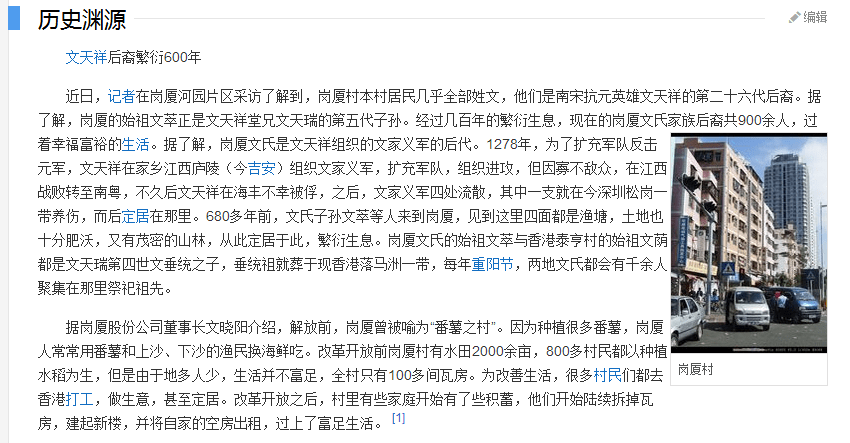 历史渊源
编辑
文天祥后裔繁衍600年
近日，记者在岗厦河园片区采访了解到，岗厦村本村居民几乎全部姓文，他们是南宋抗元英雄文天祥的第二十六代后裔。据
了解，岗厦的始祖文萃正是文天祥堂兄文天瑞的第五代子孙。经过几百年的繁衍生息，现在的岗厦文氏家族后裔共900余人，过
着幸福富裕的生活。据了解，岗厦文氏是文天祥组织的文家义军的后代。1278年，为了扩充军队反击
元军，文天祥在家乡江西庐陵（今吉安）组织文家义军，扩充军队，组织进攻，但因寡不敌众，在江西
战败转至南粤，不久后文天祥在海丰不幸被俘，之后，文家义军四处流散，其中一支就在今深圳松岗一
带养伤，而后定居在那里。680多年前，文氏子孙文萃等人来到岗厦，见到这里四面都是渔塘，土地也
十分肥沃，又有茂密的山林，从此定居于此，繁衍生息。岗厦文氏的始祖文萃与香港泰亨村的始祖文荫
都是文天瑞第四世文垂统之子，垂统祖就葬于现香港落马洲一带，每年重阳节，两地文氏都会有千余人
聚集在那里祭祀祖先。
据岗厦股份公司董事长文晓阳介绍，解放前，岗厦曾被喻为“番薯之村”。因为种植很多番薯，岗厦
人常常用番薯和上沙、下沙的渔民换海鲜吃。改革开放前岗厦村有水田2000余亩，800多村民都以种植
水稻为生，但是由于地多人少，生活并不富足，全村只有100多间瓦房。为改善生活，很多村民们都去
香港打工，做生意，甚至定居。改革开放之后，村里有些家庭开始有了些积蓄，他们开始陆续拆掉瓦
房，建起新楼，并将自家的空房出租，过上了富足生活。 [1]
岗厦村